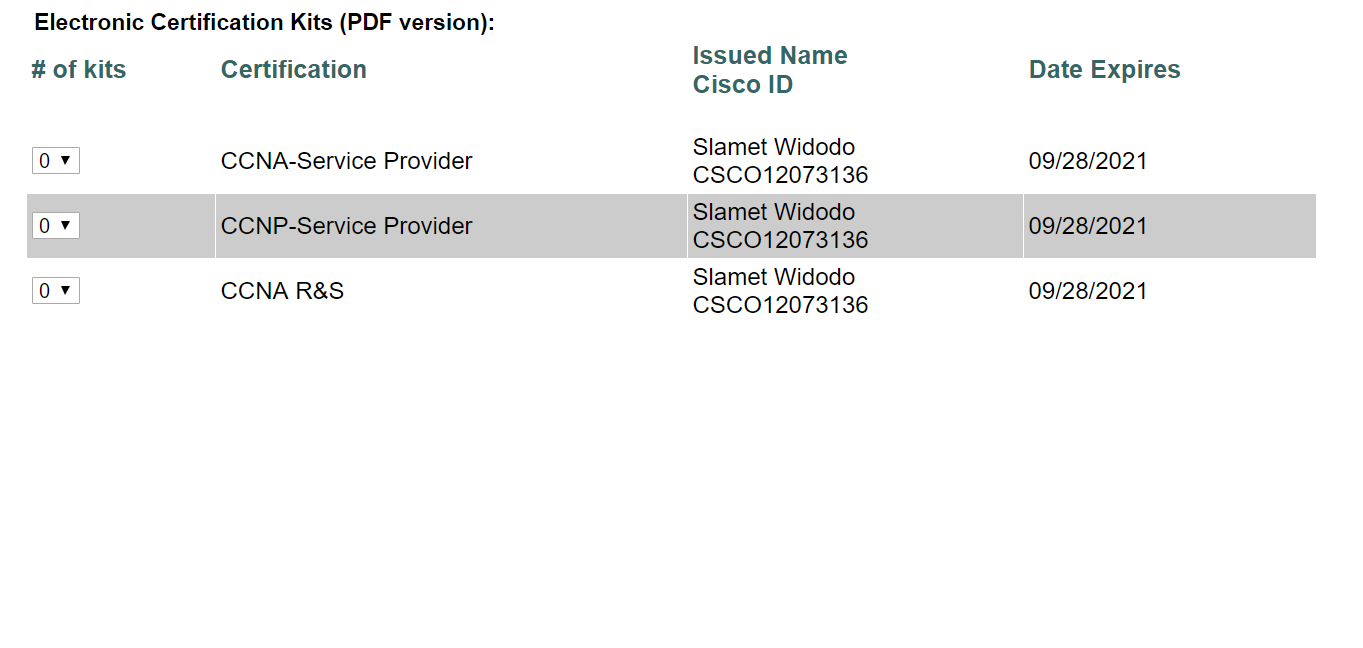 Electronic Certification Kits (PDF version):
# of kits Certification Issued Name Cisco ID Date Expires
0 CCNA-Service Provider Slamet Widodo CSCO12073136 09/28/2021
0 CCNP-Service Provider Slamet Widodo CSCO12073136 09/28/2021
0 CCNA R&S Slamet Widodo CSCO12073136 09/28/2021